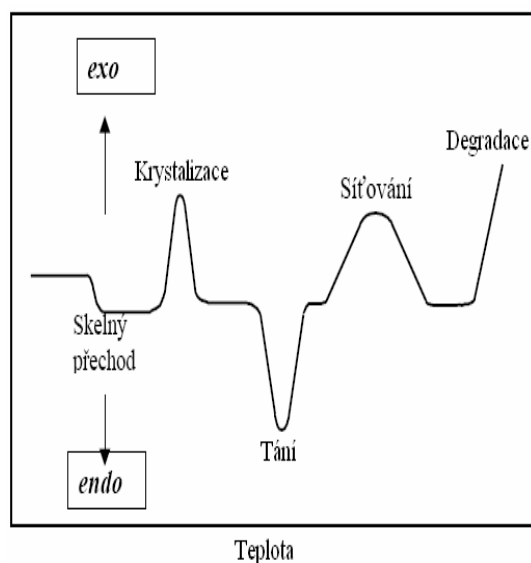 exo
Degradace
Krystalizace
Síťování
Skelný
přechod
Tání
endo
Teplota